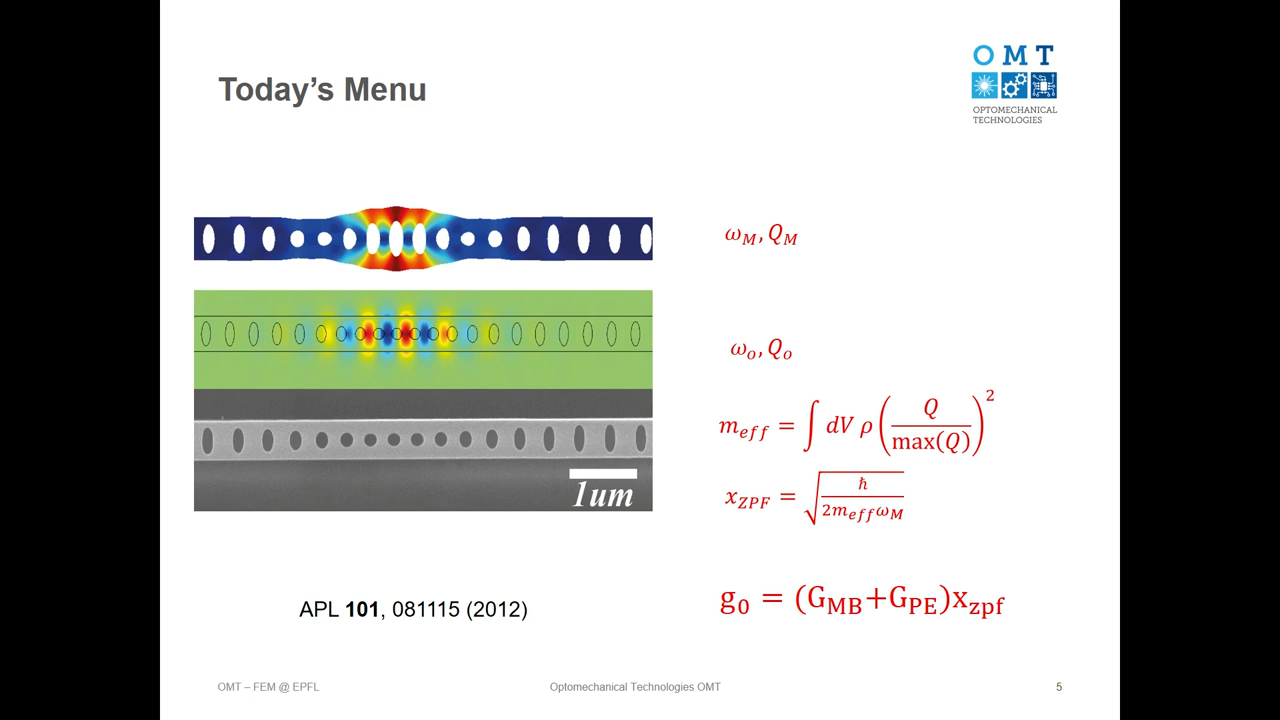 Today's Menu
OMT
OPTOMECHANICAL
TECHNOLOGIES
ω_M, Q_M
ω_o, Q_o
m_eff = ∫ dV ρ (Q / max(Q))²
x_ZPF = √(ħ / 2m_eff ω_M)
1um
g₀ = (G_MB+G_PE)x_zpf
APL 101, 081115 (2012)
OMT – FEM @ EPFL
Optomechanical Technologies OMT
5